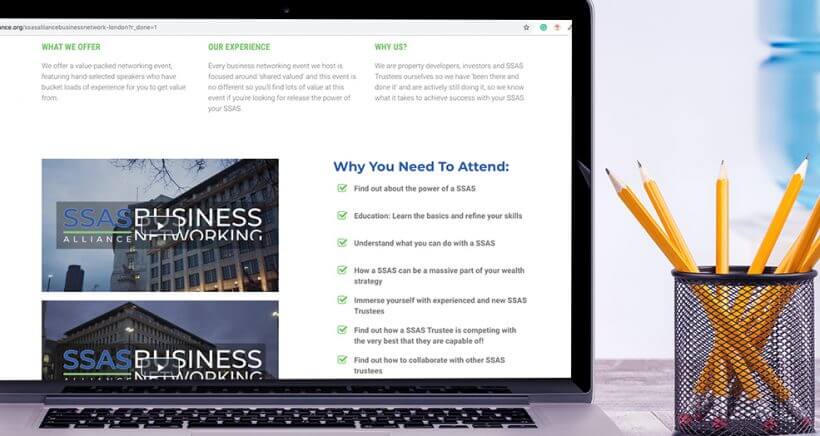 ance.org/ssasalliancebusinessnetwork-london?r_done=1
WHAT WE OFFER
We offer a value-packed networking event,
featuring hand-selected speakers who have
bucket loads of experience for you to get value
from.
OUR EXPERIENCE
Every business networking event we host is
focused around 'shared valued' and this event is
no different so you'll find lots of value at this
event if you're looking for release the power of
your SSAS.
WHY US?
We are property developers, investors and SSAS
Trustees ourselves so we have 'been there and
done it' and are actively still doing it, so we know
what it takes to achieve success with your SSAS
SSAS BUSINESS
ALLIANCE NETWORKING
SSAS BUSINESS
ALLIANCE NETWORKING
Why You Need To Attend:
Find out about the power of a SSAS
Education: Learn the basics and refine your skills
Understand what you can do with a SSAS
How a SSAS can be a massive part of your wealth
strategy
Immerse yourself with experienced and new SSAS
Trustees
Find out how a SSAS Trustee is competing with
the very best that they are capable of!
Find out how to collaborate with other SSAS
trustees